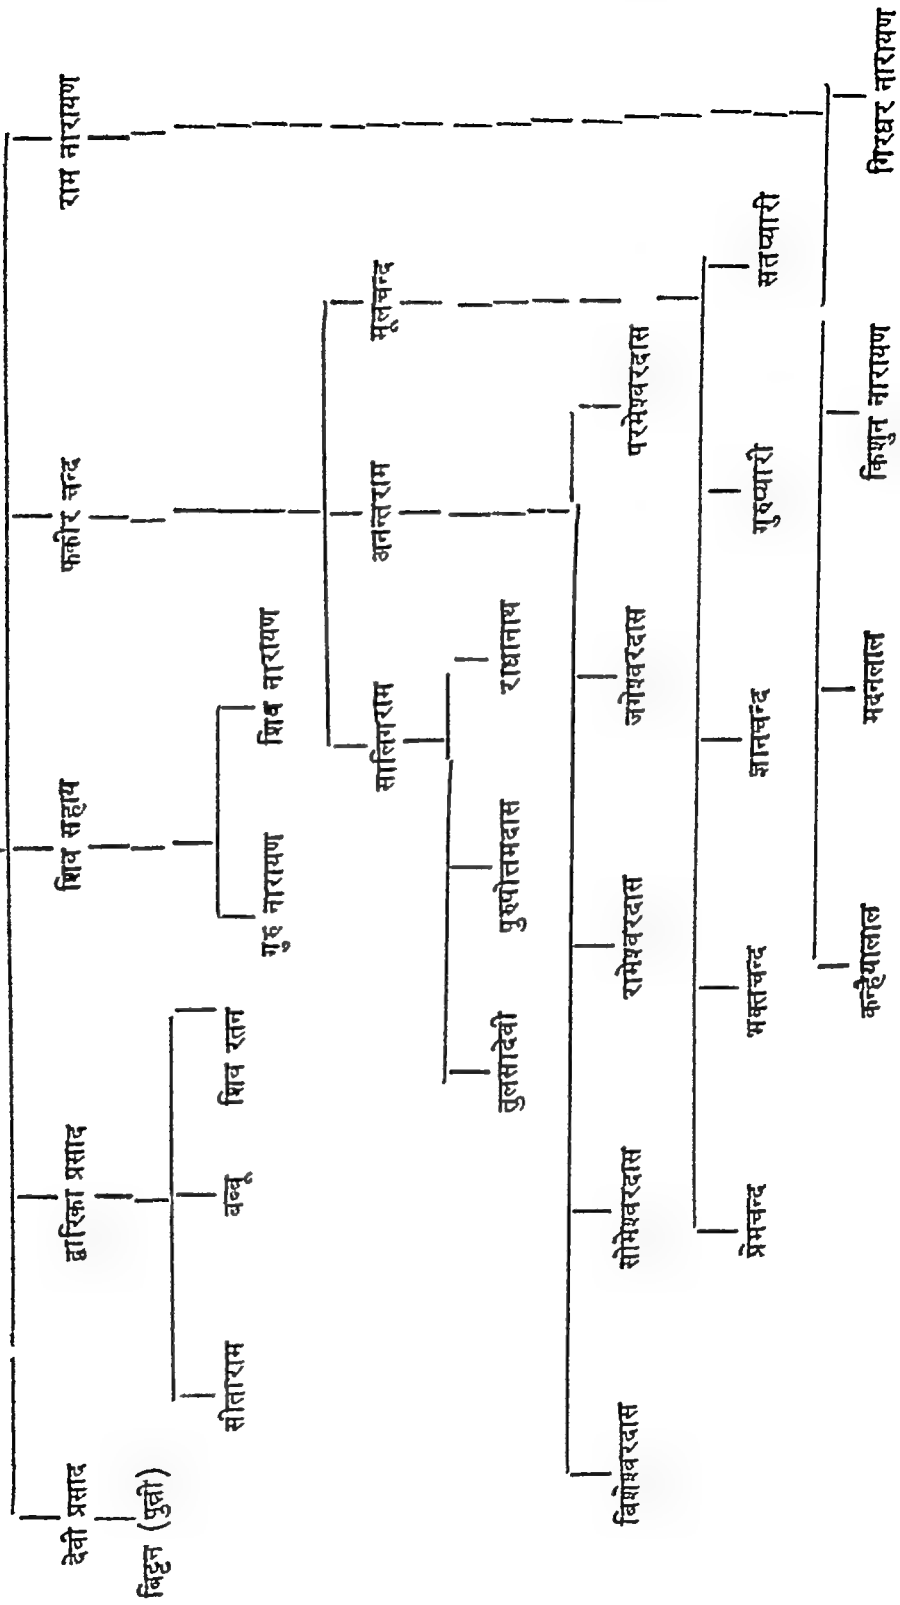 देवी प्रसाद द्वारिका प्रसाद शिव सहाय फकीर चन्द राम नारायण
बिट्टन (पुत्री)
सीताराम बब्बू शिव रतन
गुरु नारायण शिव नारायण
सालिगराम अनन्तराम मूलचन्द
तुलसादेवी पुरुषोत्तमदास राधानाथ
बिशेश्वरदास सोमेश्वरदास रामेश्वरदास जगेश्वरदास परमेश्वरदास
प्रेमचन्द भक्तचन्द ज्ञानचन्द गुरुप्यारी सतप्यारी
कन्हैयालाल मदनलाल किशुन नारायण गिरधर नारायण